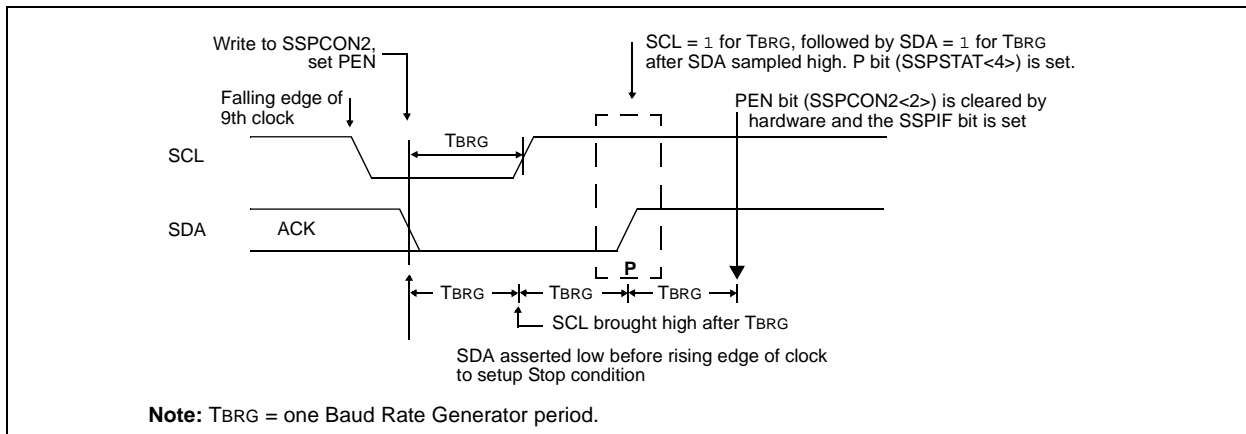 Write to SSPCON2,
set PEN
SCL = 1 for TBRG, followed by SDA = 1 for TBRG
after SDA sampled high. P bit (SSPSTAT<4>) is set.
Falling edge of
9th clock
PEN bit (SSPCON2<2>) is cleared by
hardware and the SSPIF bit is set
TBRG
SCL
SDA
ACK
P
TBRG
TBRG
TBRG
SCL brought high after TBRG
SDA asserted low before rising edge of clock
to setup Stop condition
Note: TBRG = one Baud Rate Generator period.